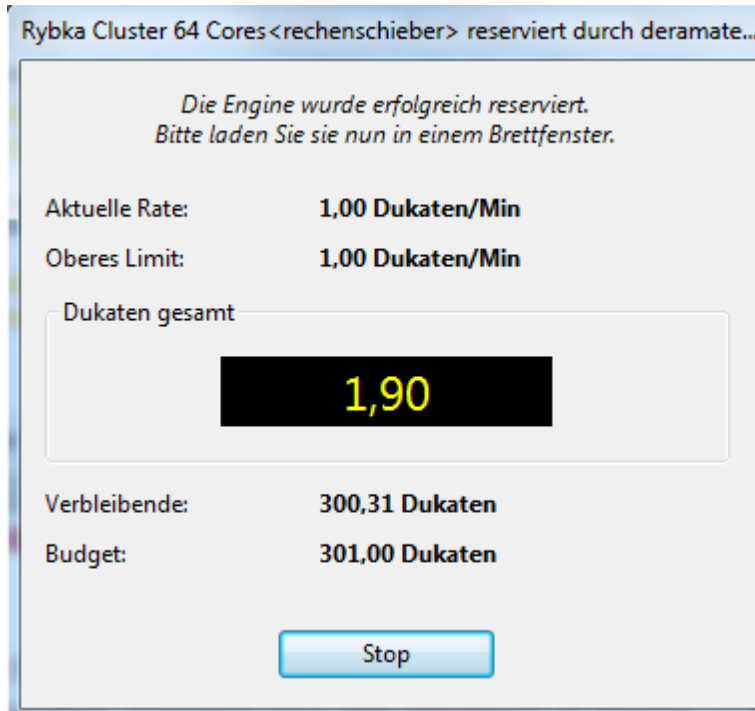 Rybka Cluster 64 Cores<rechenschieber> reserviert durch deramate...
Die Engine wurde erfolgreich reserviert.
Bitte laden Sie sie nun in einem Brettfenster.
Aktuelle Rate: 1,00 Dukaten/Min
Oberes Limit: 1,00 Dukaten/Min
Dukaten gesamt
1,90
Verbleibende: 300,31 Dukaten
Budget: 301,00 Dukaten
Stop